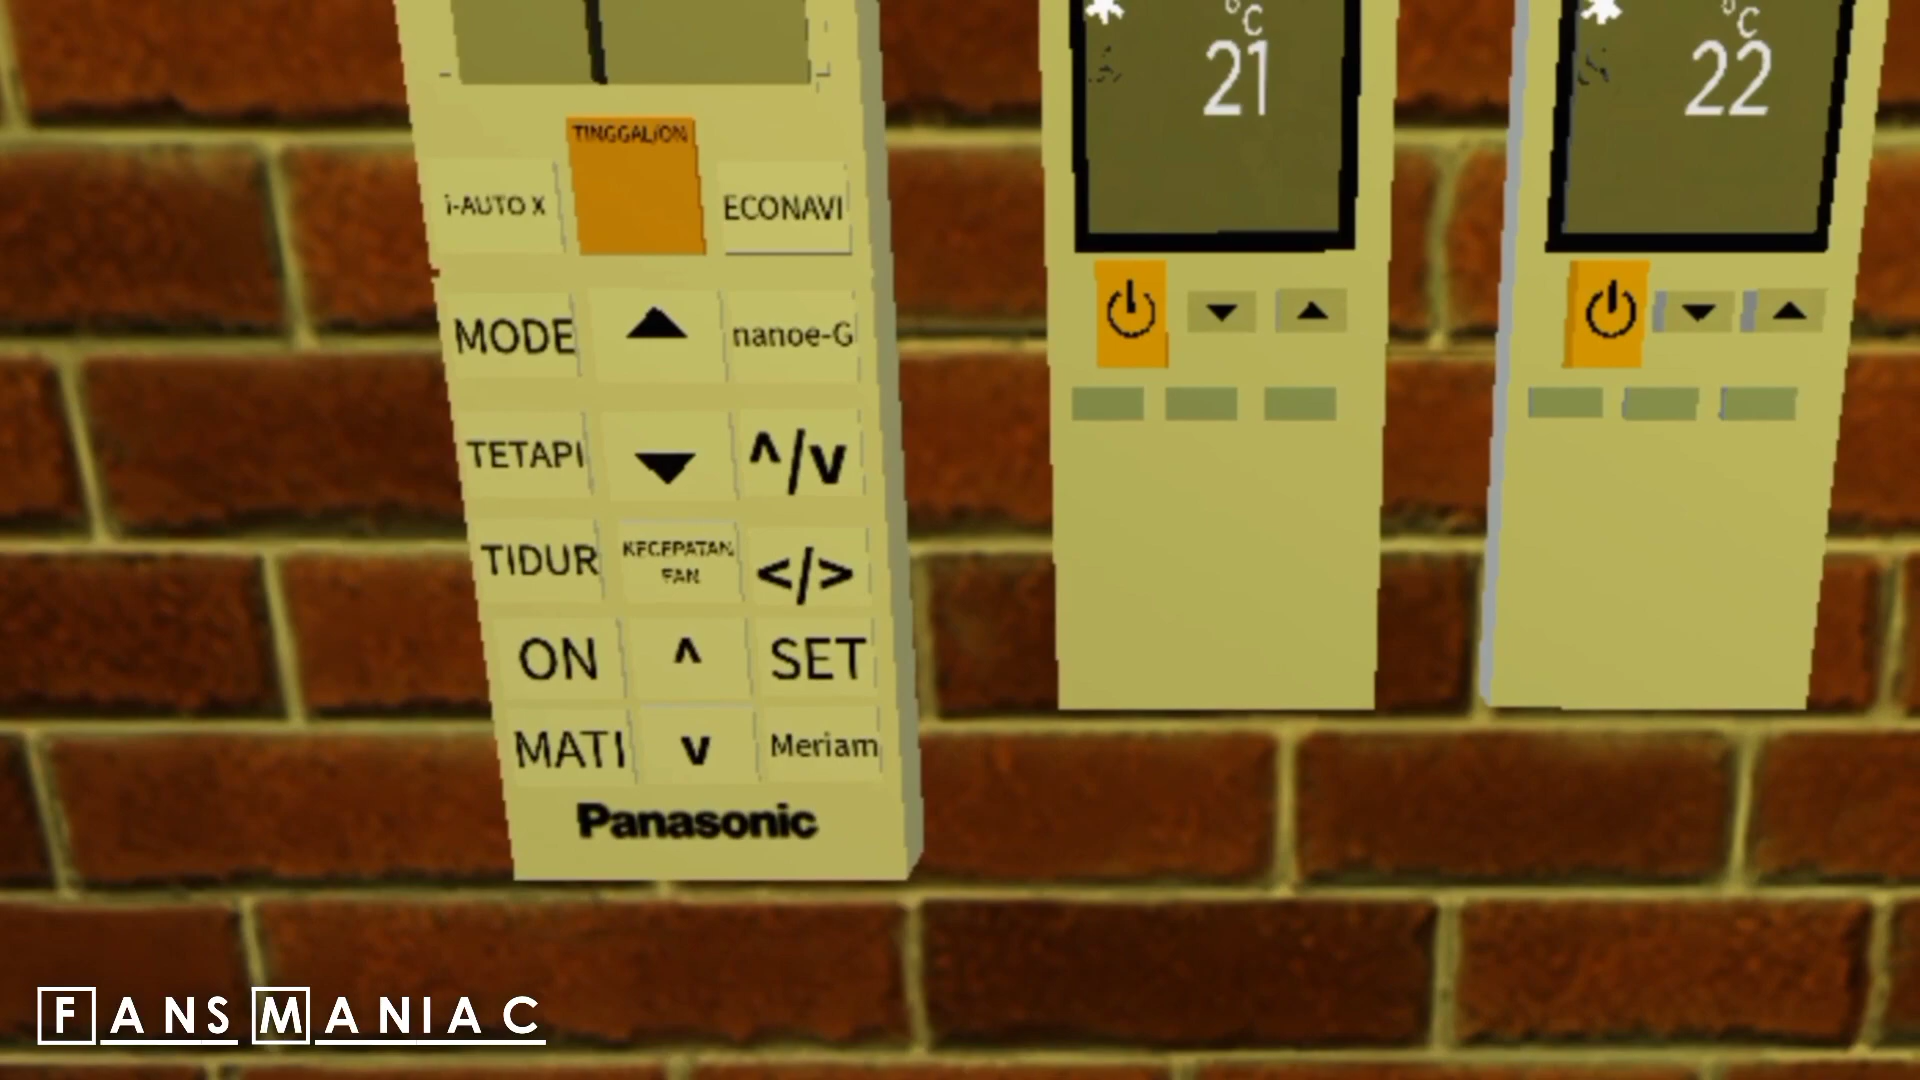 °C
21
°C
22
TINGGAL/ON
i-AUTO X
ECONAVI
MODE
nanoe-G
TETAPI
^/v
TIDUR
KECEPATAN
FAN
</>
ON
^
SET
MATI
v
Meriam
Panasonic
FANS MANIAC